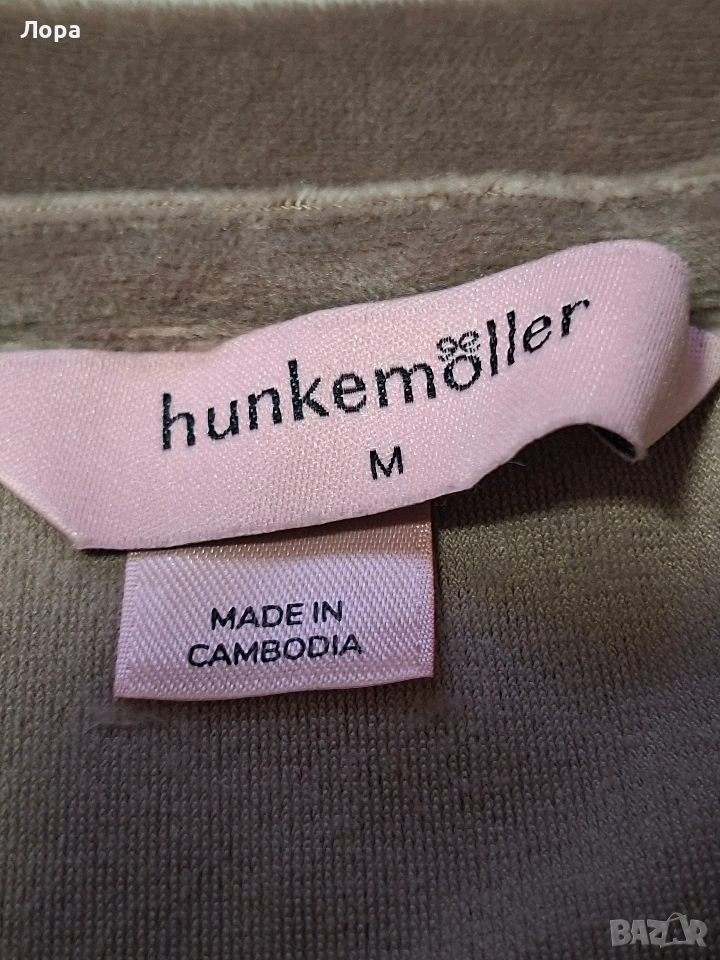 Лора
hunkemöller
M
MADE IN
CAMBODIA
BAZAR